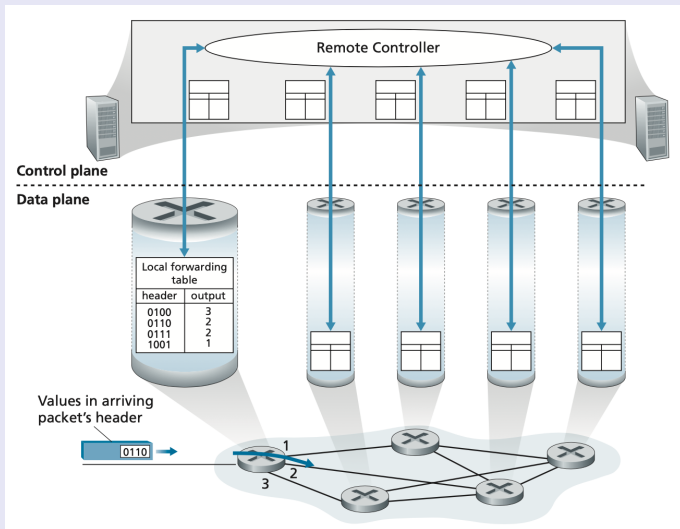 Remote Controller
Control plane
Data plane
Local forwarding
table
header output
0100 3
0110 2
0111 2
1001 1
Values in arriving
packet's header
0110
1
2
3